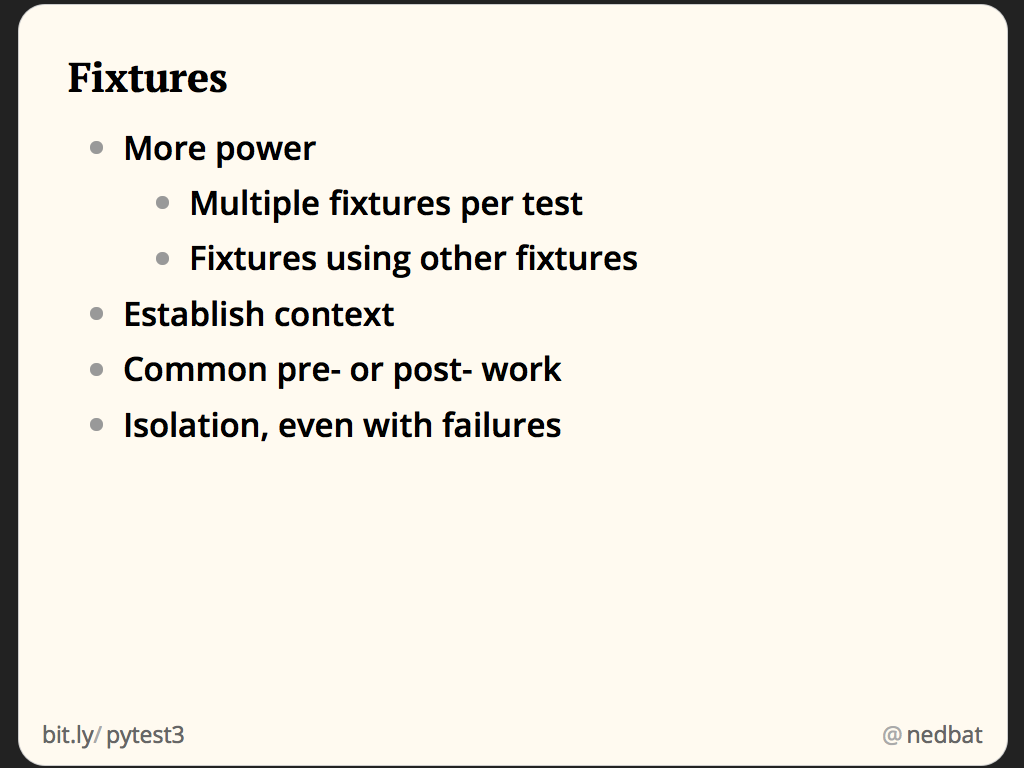 Fixtures
More power
Multiple fixtures per test
Fixtures using other fixtures
Establish context
Common pre- or post- work
Isolation, even with failures
bit.ly/ pytest3
@ nedbat